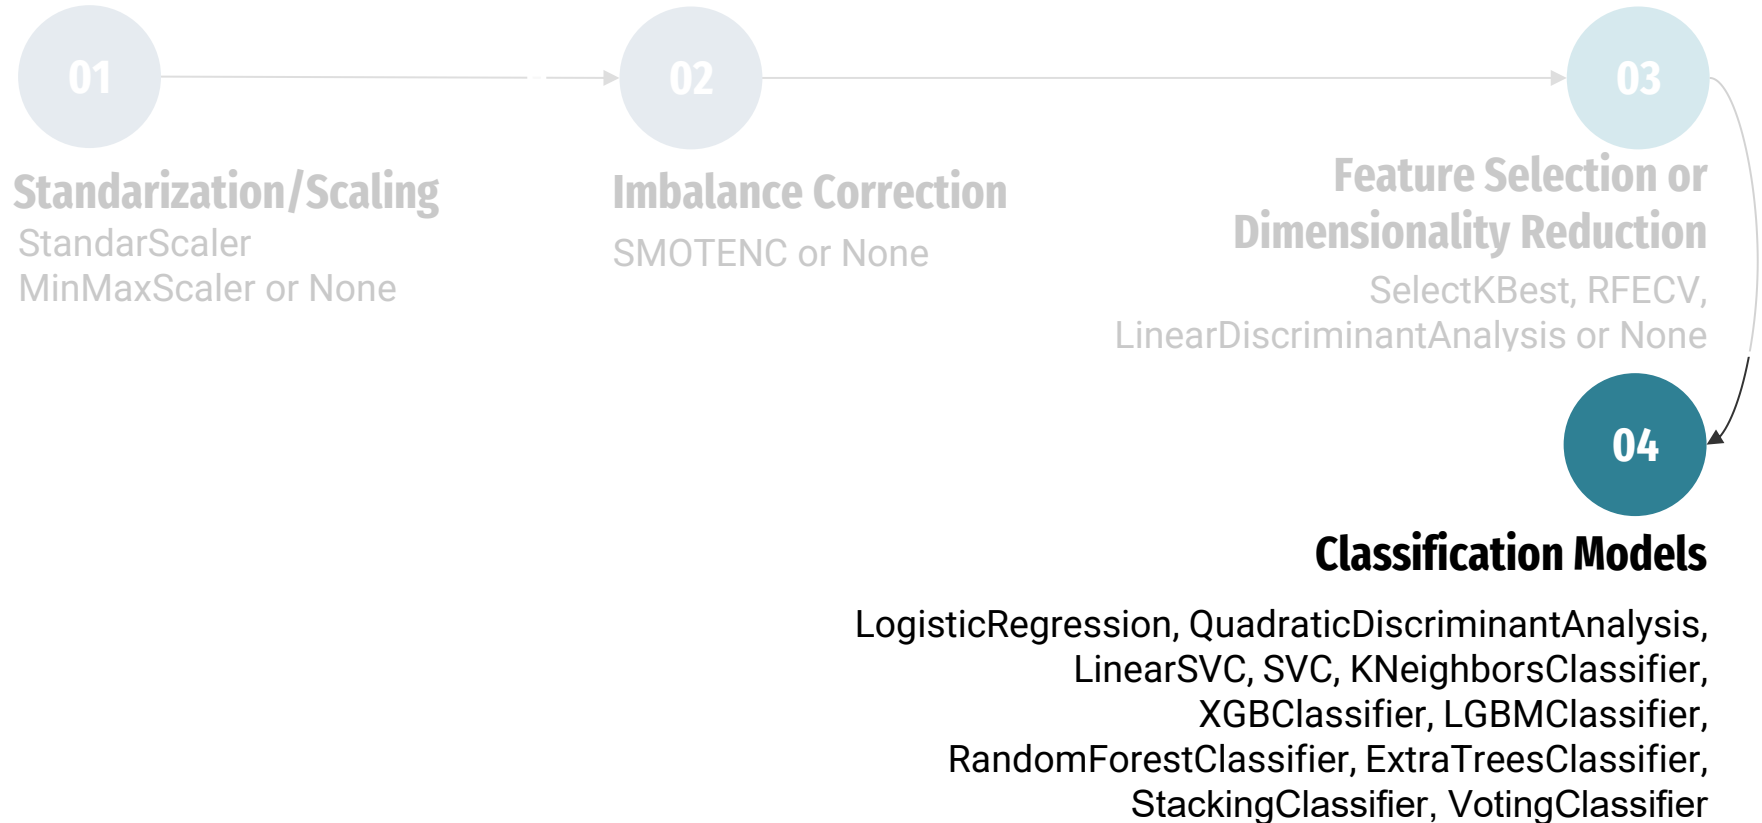 01
Standarization/Scaling
StandarScaler
MinMaxScaler or None
02
Imbalance Correction
SMOTENC or None
03
Feature Selection or
Dimensionality Reduction
SelectKBest, RFECV,
LinearDiscriminantAnalysis or None
04
Classification Models
LogisticRegression, QuadraticDiscriminantAnalysis,
LinearSVC, SVC, KNeighborsClassifier,
XGBClassifier, LGBMClassifier,
RandomForestClassifier, ExtraTreesClassifier,
StackingClassifier, VotingClassifier